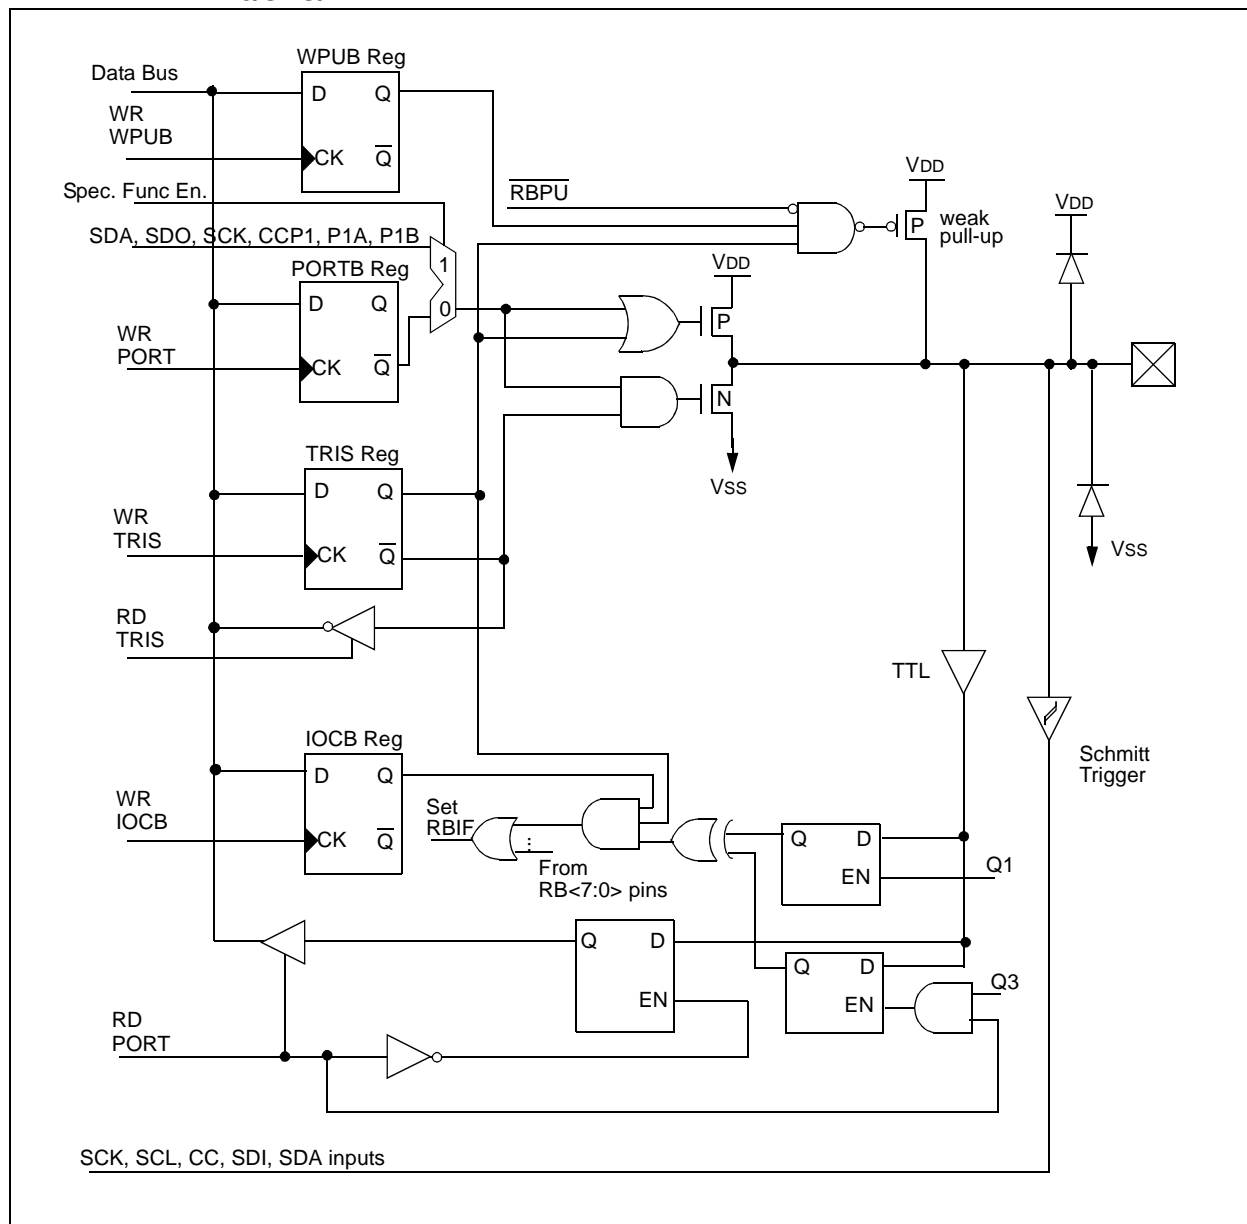 WPUB Reg
Data Bus
D Q
WR
WPUB
CK Q
Spec. Func En.
RBPU
VDD
P
weak
pull-up
VDD
SDA, SDO, SCK, CCP1, P1A, P1B
1
0
PORTB Reg
D Q
WR
PORT
CK Q
VDD
P
N
VSS
TRIS Reg
D Q
WR
TRIS
CK Q
VSS
RD
TRIS
TTL
Schmitt
Trigger
IOCB Reg
D Q
WR
IOCB
CK Q
Set
RBIF
...
From
RB<7:0> pins
Q D
EN
Q1
Q D
EN
Q D
EN
Q3
RD
PORT
SCK, SCL, CC, SDI, SDA inputs